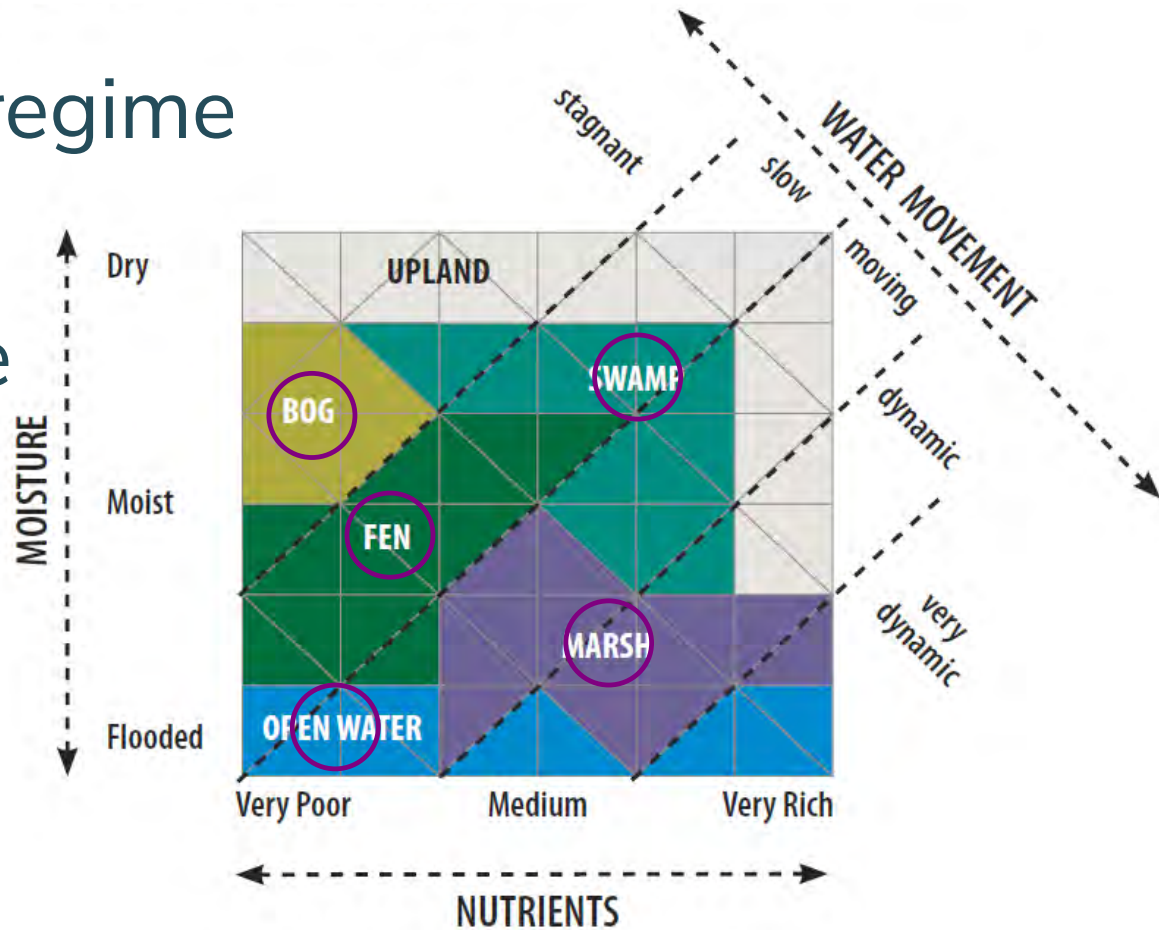 regime
e
stagnant
slow
moving
dynamic
very
dynamic
WATER MOVEMENT
MOISTURE
Dry
Moist
Flooded
UPLAND
BOG
SWAMP
FEN
MARSH
OPEN WATER
Very Poor
Medium
Very Rich
NUTRIENTS